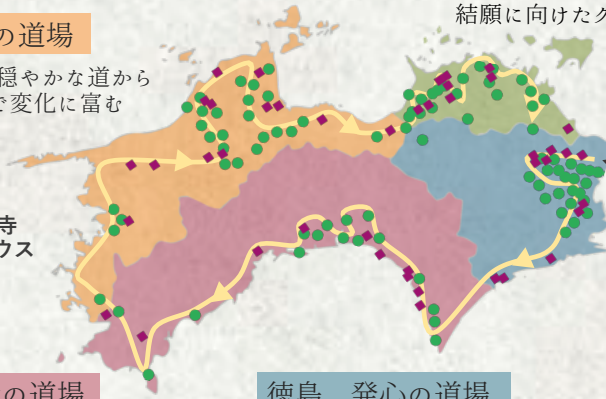 結願に向けたク
の道場
穏やかな道から
で変化に富む
寺
ウス
の道場
徳島　発心の道場